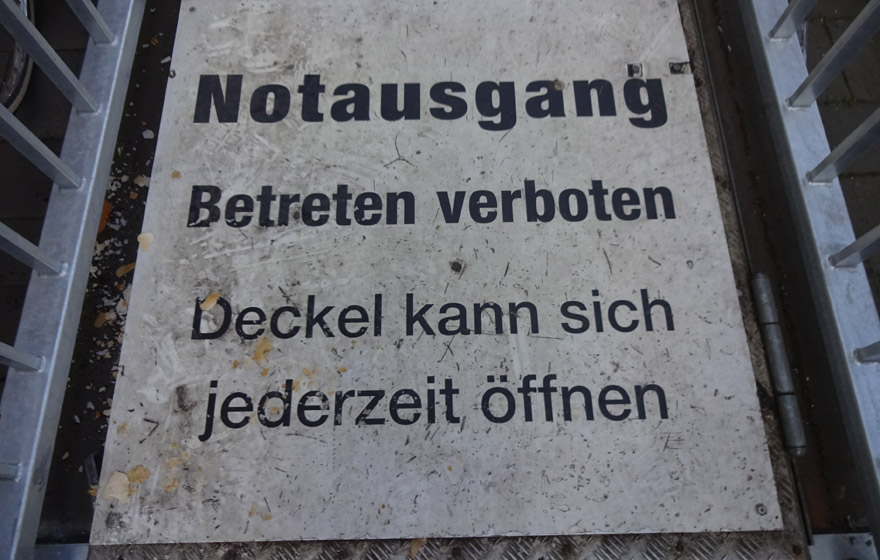 Notausgang
Betreten verboten
Deckel kann sich
jederzeit öffnen